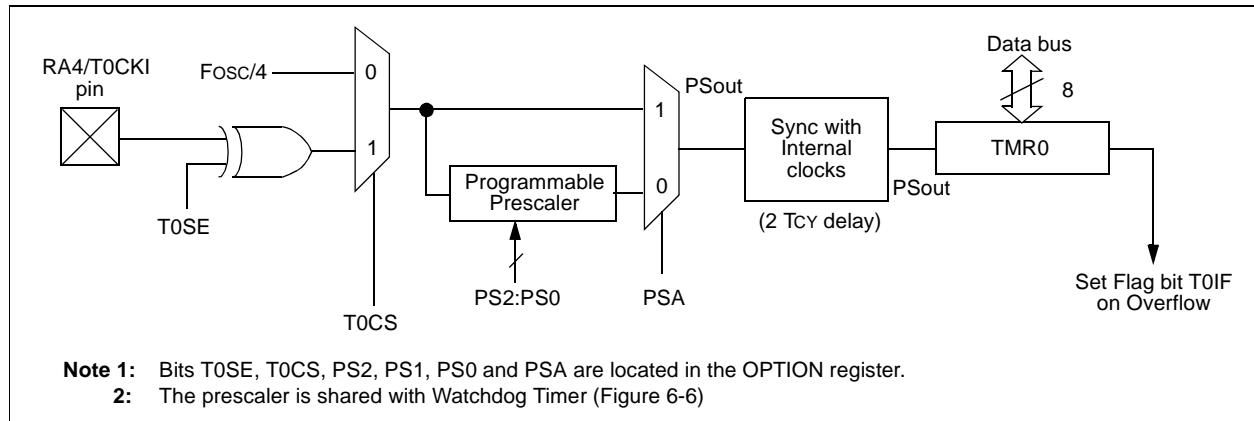 RA4/T0CKI
pin
FOSC/4
0
1
T0SE
T0CS
Programmable
Prescaler
PS2:PS0
1
0
PSA
PSout
Sync with
Internal
clocks
(2 TCY delay)
PSout
Data bus
8
TMR0
Set Flag bit T0IF
on Overflow
Note 1: Bits T0SE, T0CS, PS2, PS1, PS0 and PSA are located in the OPTION register.
2: The prescaler is shared with Watchdog Timer (Figure 6-6)